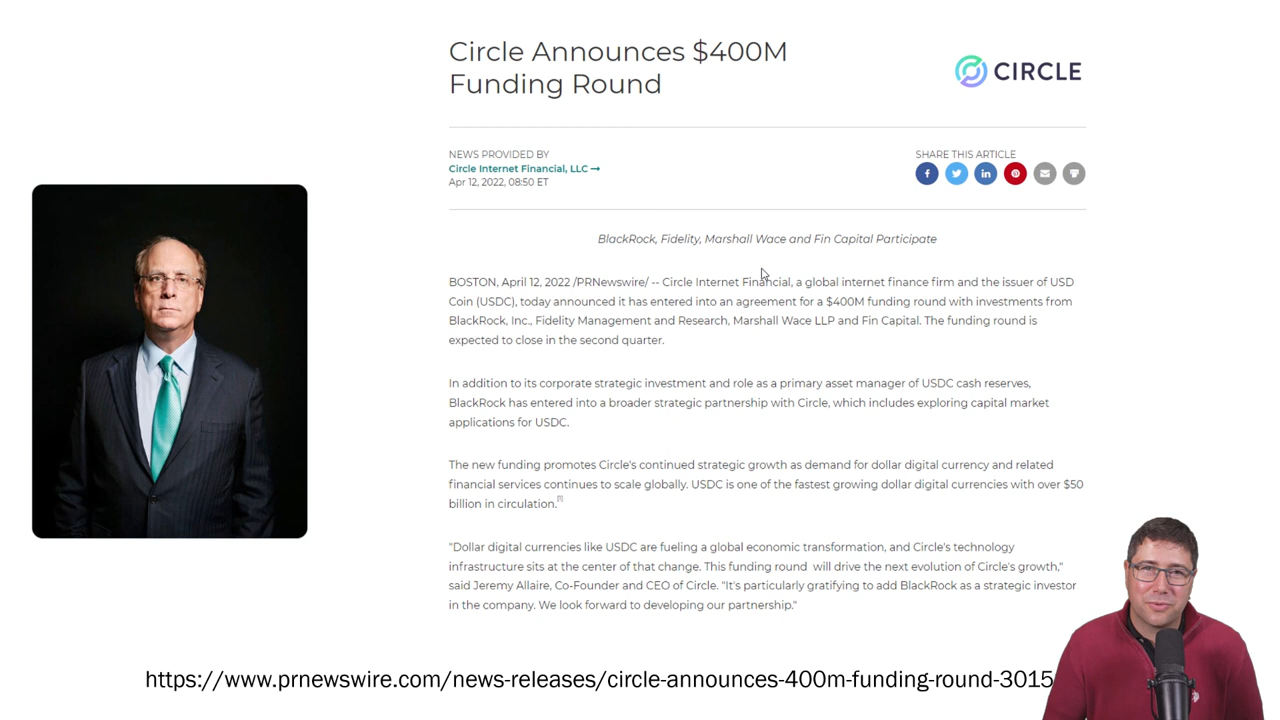 Circle Announces $400M
Funding Round
CIRCLE
NEWS PROVIDED BY
Circle Internet Financial, LLC →
Apr 12, 2022, 08:50 ET
SHARE THIS ARTICLE
BlackRock, Fidelity, Marshall Wace and Fin Capital Participate
BOSTON, April 12, 2022 /PRNewswire/ -- Circle Internet Financial, a global internet finance firm and the issuer of USD
Coin (USDC), today announced it has entered into an agreement for a $400M funding round with investments from
BlackRock, Inc., Fidelity Management and Research, Marshall Wace LLP and Fin Capital. The funding round is
expected to close in the second quarter.
In addition to its corporate strategic investment and role as a primary asset manager of USDC cash reserves,
BlackRock has entered into a broader strategic partnership with Circle, which includes exploring capital market
applications for USDC.
The new funding promotes Circle's continued strategic growth as demand for dollar digital currency and related
financial services continues to scale globally. USDC is one of the fastest growing dollar digital currencies with over $50
billion in circulation.[1]
"Dollar digital currencies like USDC are fueling a global economic transformation, and Circle's technology
infrastructure sits at the center of that change. This funding round will drive the next evolution of Circle's growth,"
said Jeremy Allaire, Co-Founder and CEO of Circle. "It's particularly gratifying to add BlackRock as a strategic investor
in the company. We look forward to developing our partnership."
https://www.prnewswire.com/news-releases/circle-announces-400m-funding-round-3015